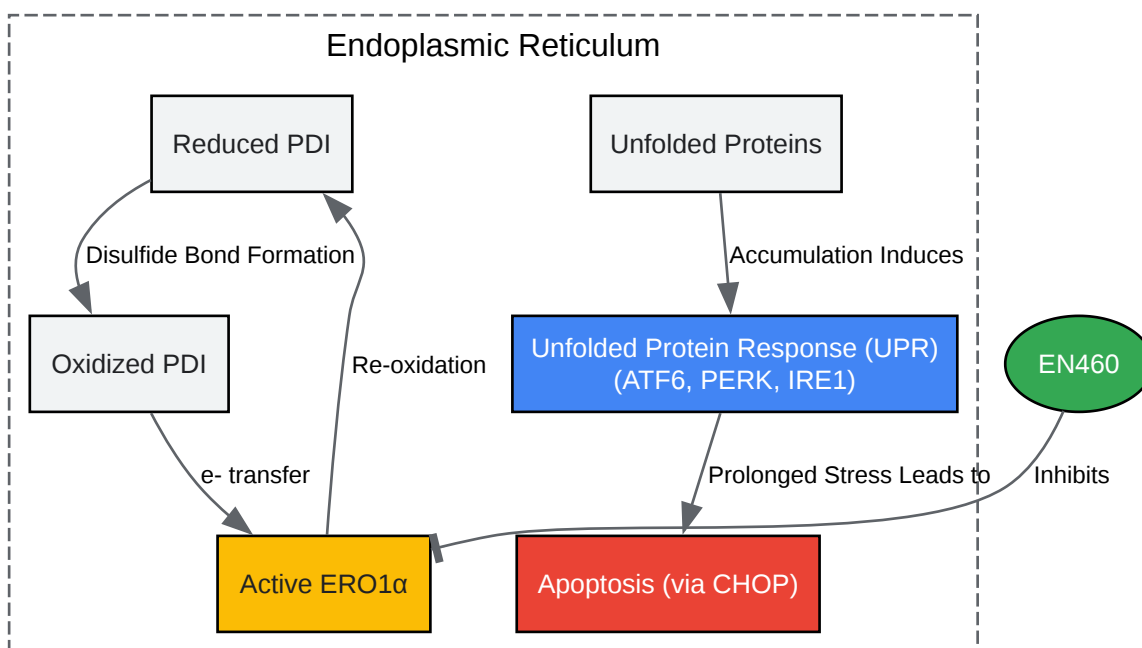 Endoplasmic Reticulum
Reduced PDI
Unfolded Proteins
Disulfide Bond Formation
Accumulation Induces
Oxidized PDI
Re-oxidation
Unfolded Protein Response (UPR)
(ATF6, PERK, IRE1)
EN460
e- transfer
Prolonged Stress Leads to
Inhibits
Active ERO1α
Apoptosis (via CHOP)